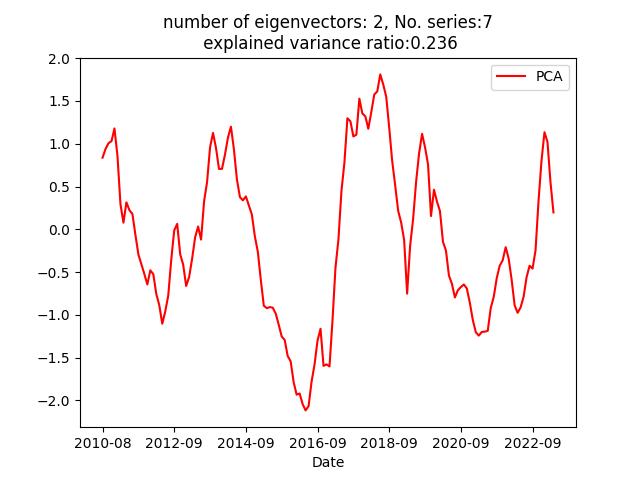 number of eigenvectors: 2, No. series:7
explained variance ratio:0.236
PCA
2.0
1.5
1.0
0.5
0.0
−0.5
−1.0
−1.5
−2.0
2010-08 2012-09 2014-09 2016-09 2018-09 2020-09 2022-09
Date